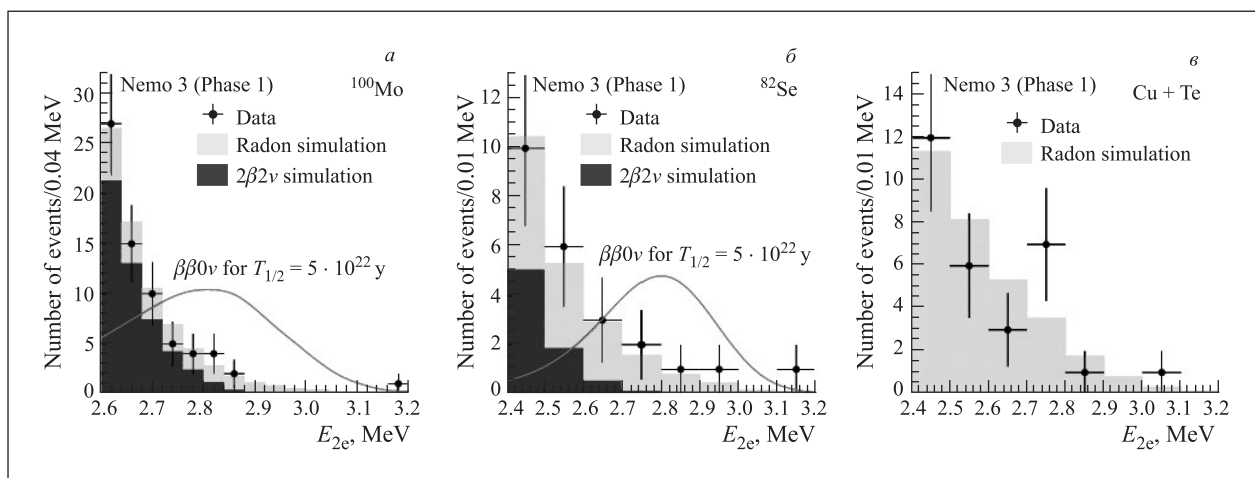 a
Nemo 3 (Phase 1)
¹⁰⁰Mo
Data
Radon simulation
2β2ν simulation
ββ0ν for T₁/₂ = 5 · 10²² y
Number of events/0.04 MeV
30
25
20
15
10
5
0
2.6 2.7 2.8 2.9 3.0 3.1 3.2
E₂ₑ, MeV
б
Nemo 3 (Phase 1)
⁸²Se
Data
Radon simulation
2β2ν simulation
ββ0ν for T₁/₂ = 5 · 10²² y
Number of events/0.01 MeV
12
10
8
6
4
2
0
2.4 2.5 2.6 2.7 2.8 2.9 3.0 3.1 3.2
E₂ₑ, MeV
в
Nemo 3 (Phase 1)
Cu + Te
Data
Radon simulation
Number of events/0.01 MeV
14
12
10
8
6
4
2
0
2.4 2.5 2.6 2.7 2.8 2.9 3.0 3.1 3.2
E₂ₑ, MeV